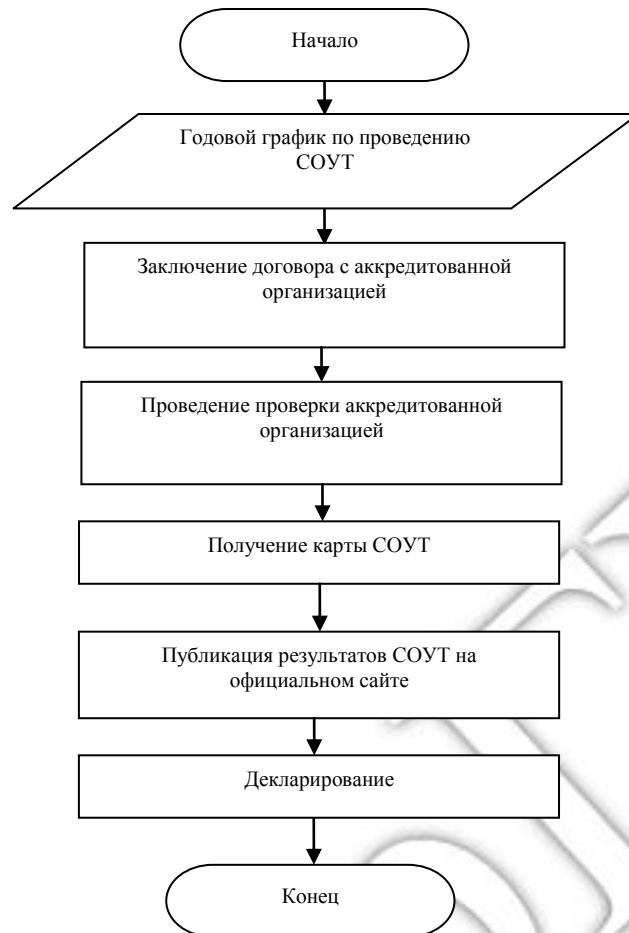 Начало
Годовой график по проведению
СОУТ
Заключение договора с аккредитованной
организацией
Проведение проверки аккредитованной
организацией
Получение карты СОУТ
Публикация результатов СОУТ на
официальном сайте
Декларирование
Конец